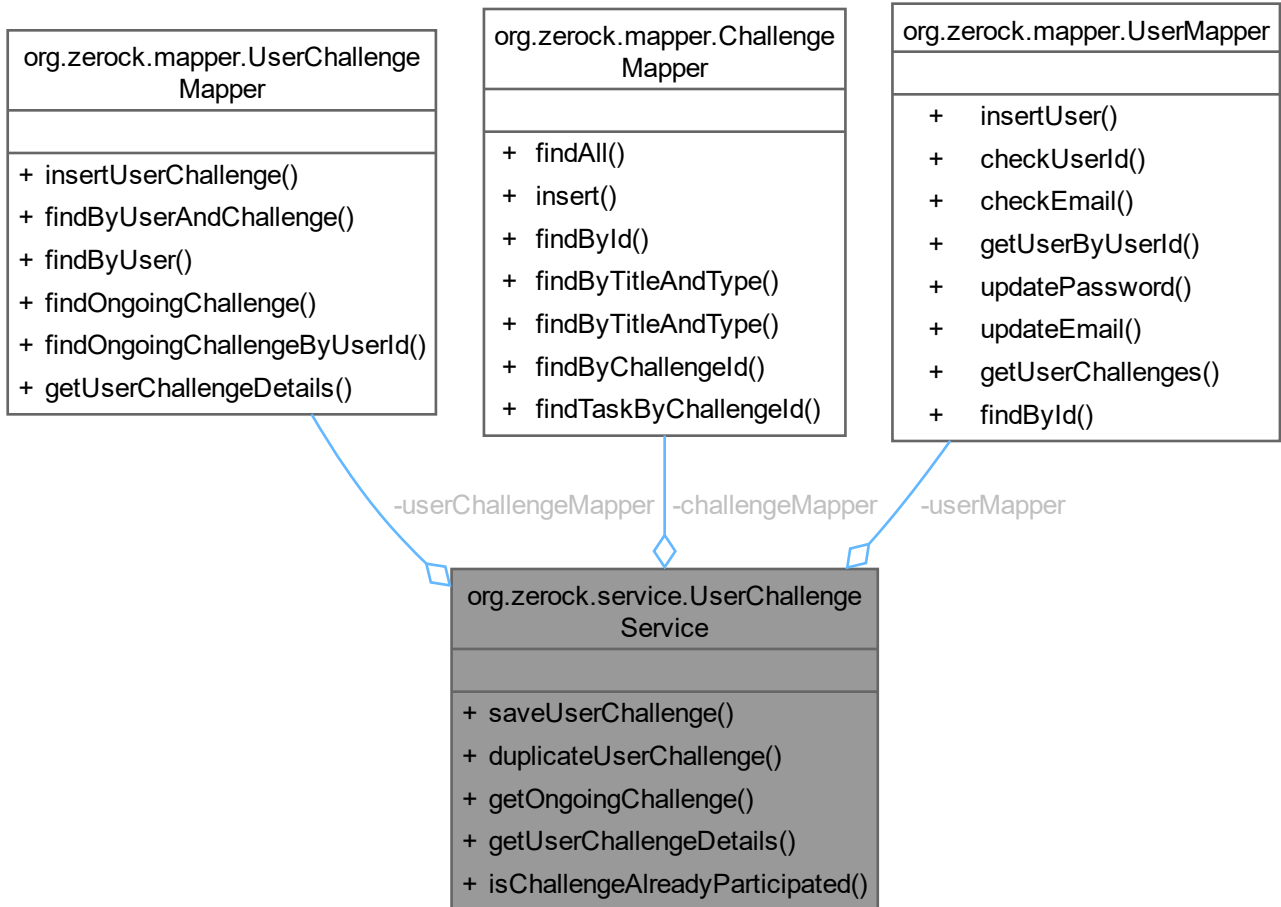 org.zerock.mapper.UserChallenge
Mapper
+ insertUserChallenge()
+ findByUserAndChallenge()
+ findByUser()
+ findOngoingChallenge()
+ findOngoingChallengeByUserId()
+ getUserChallengeDetails()
org.zerock.mapper.Challenge
Mapper
+ findAll()
+ insert()
+ findById()
+ findByTitleAndType()
+ findByTitleAndType()
+ findByChallengeId()
+ findTaskByChallengeId()
org.zerock.mapper.UserMapper
+ insertUser()
+ checkUserId()
+ checkEmail()
+ getUserByUserId()
+ updatePassword()
+ updateEmail()
+ getUserChallenges()
+ findById()
-userChallengeMapper
-challengeMapper
-userMapper
org.zerock.service.UserChallenge
Service
+ saveUserChallenge()
+ duplicateUserChallenge()
+ getOngoingChallenge()
+ getUserChallengeDetails()
+ isChallengeAlreadyParticipated()